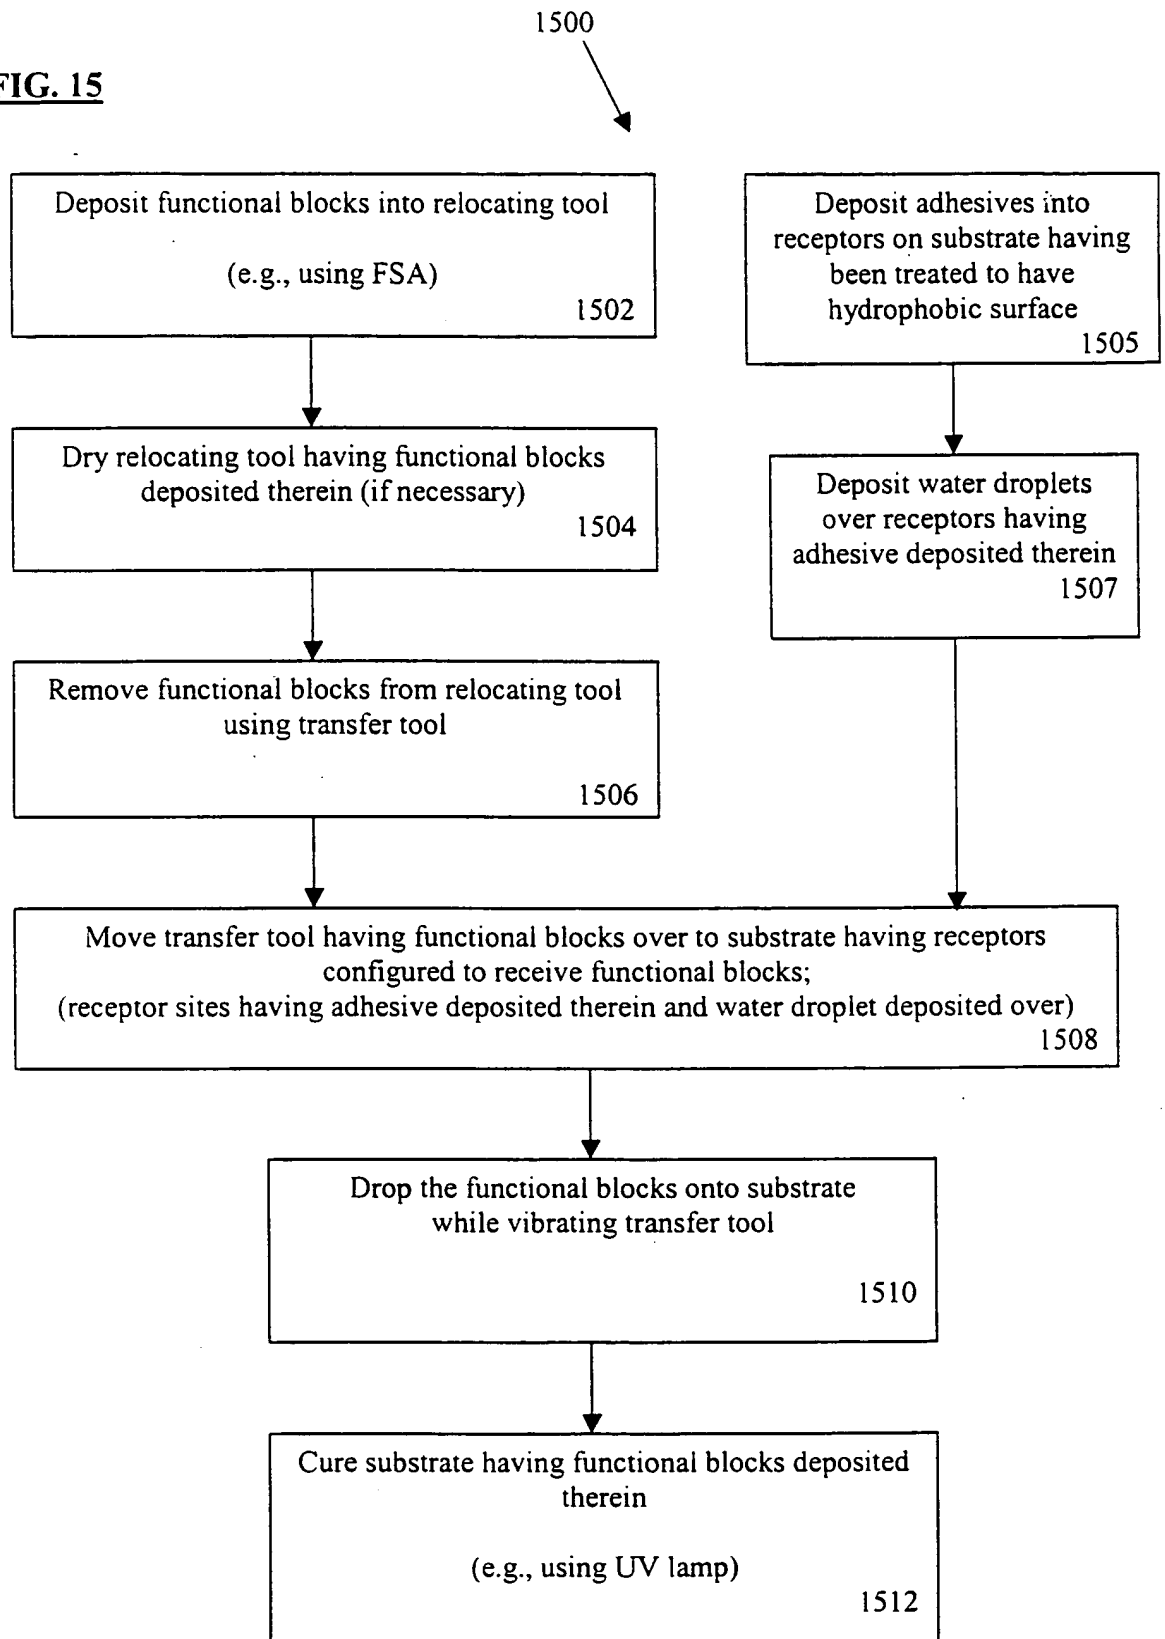 1500
FIG. 15
Deposit functional blocks into relocating tool
(e.g., using FSA)
1502
Dry relocating tool having functional blocks
deposited therein (if necessary)
1504
Remove functional blocks from relocating tool
using transfer tool
1506
Deposit adhesives into
receptors on substrate having
been treated to have
hydrophobic surface
1505
Deposit water droplets
over receptors having
adhesive deposited therein
1507
Move transfer tool having functional blocks over to substrate having receptors
configured to receive functional blocks;
(receptor sites having adhesive deposited therein and water droplet deposited over)
1508
Drop the functional blocks onto substrate
while vibrating transfer tool
1510
Cure substrate having functional blocks deposited
therein
(e.g., using UV lamp)
1512